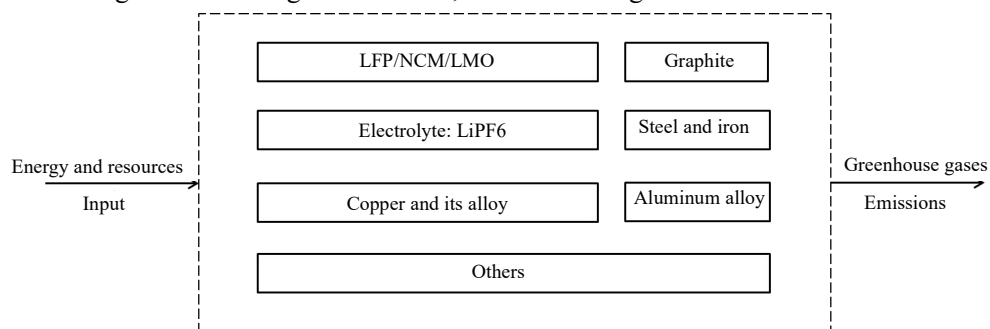 LFP/NCM/LMO
Graphite
Electrolyte: LiPF6
Steel and iron
Energy and resources
Input
Greenhouse gases
Emissions
Copper and its alloy
Aluminum alloy
Others